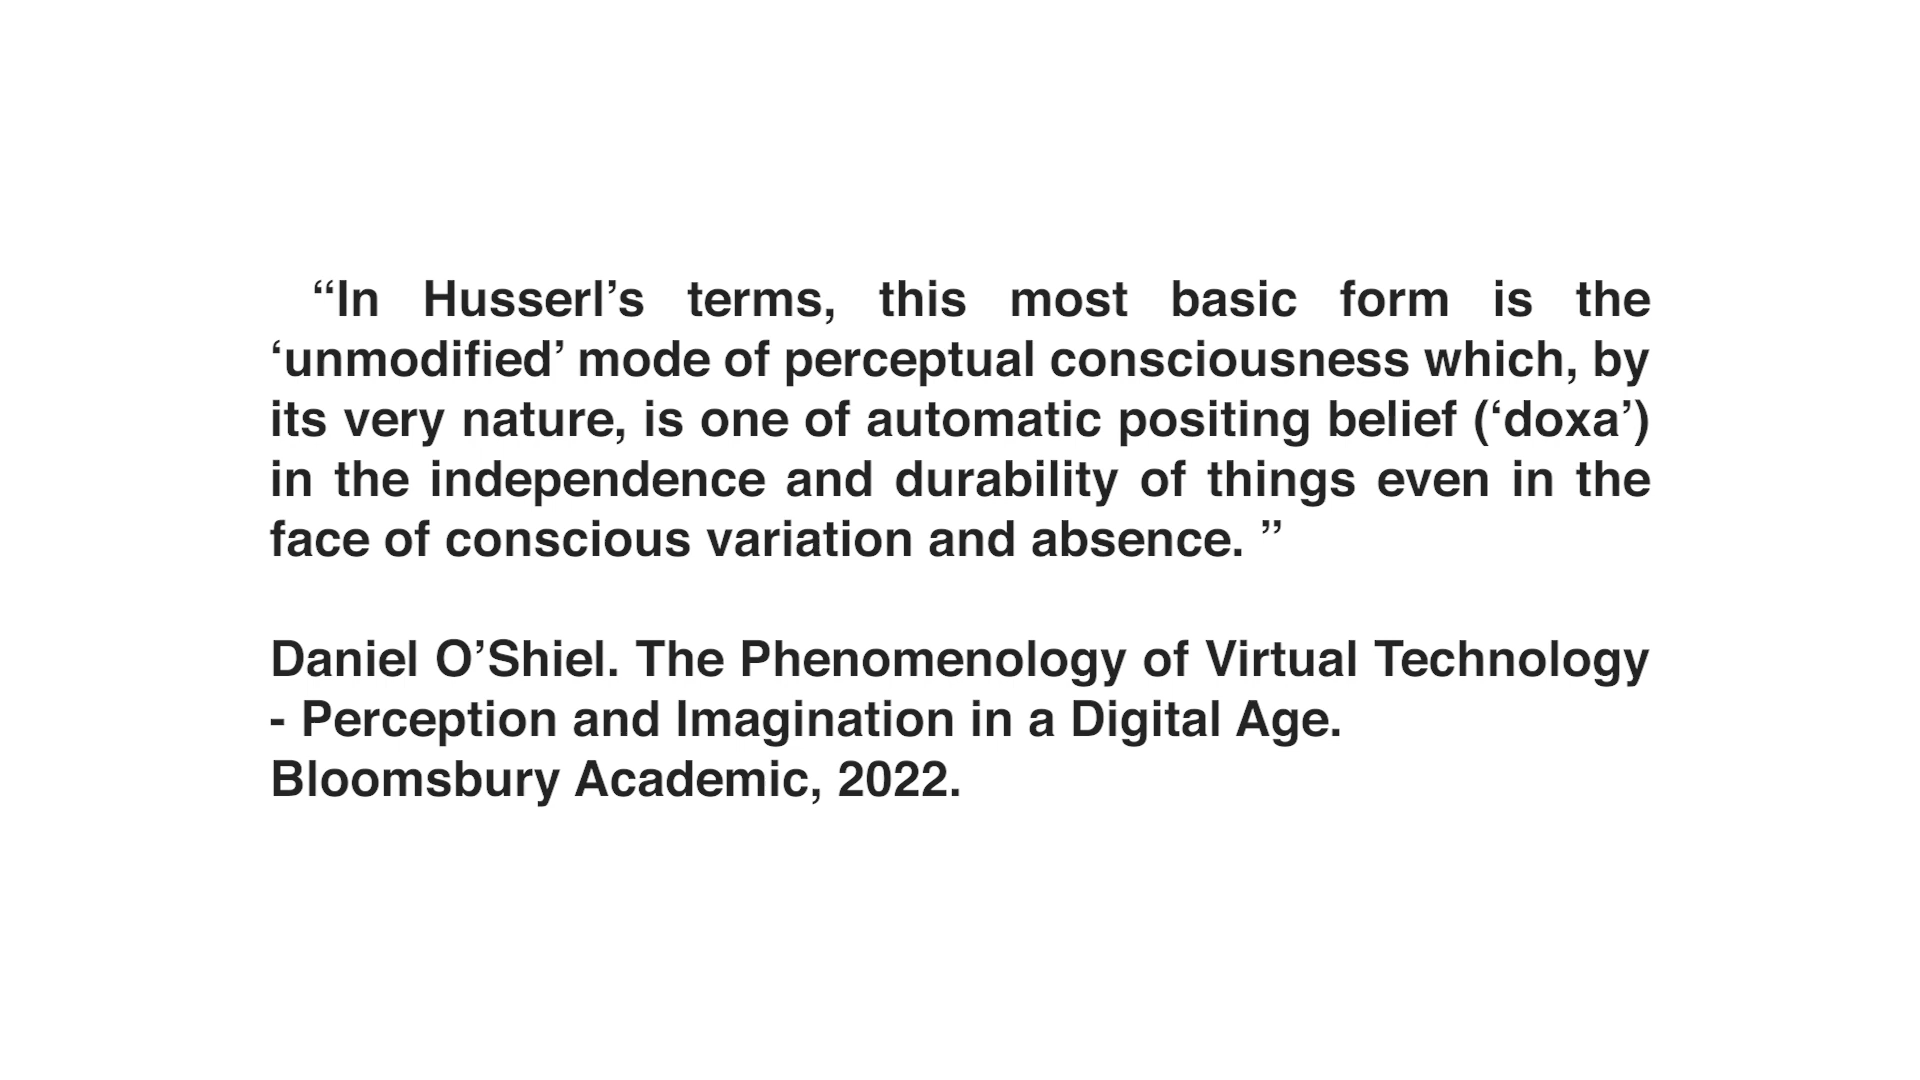 “In Husserl’s terms, this most basic form is the
‘unmodified’ mode of perceptual consciousness which, by
its very nature, is one of automatic positing belief (‘doxa’)
in the independence and durability of things even in the
face of conscious variation and absence. ”
Daniel O’Shiel. The Phenomenology of Virtual Technology
- Perception and Imagination in a Digital Age.
Bloomsbury Academic, 2022.